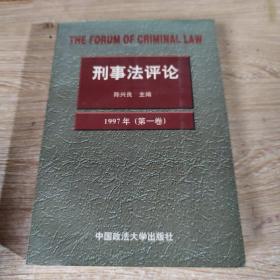 THE FORUM OF CRIMINAL LAW
刑事法评论
陈兴良 主编
1997年(第一卷)
中国政法大学出版社